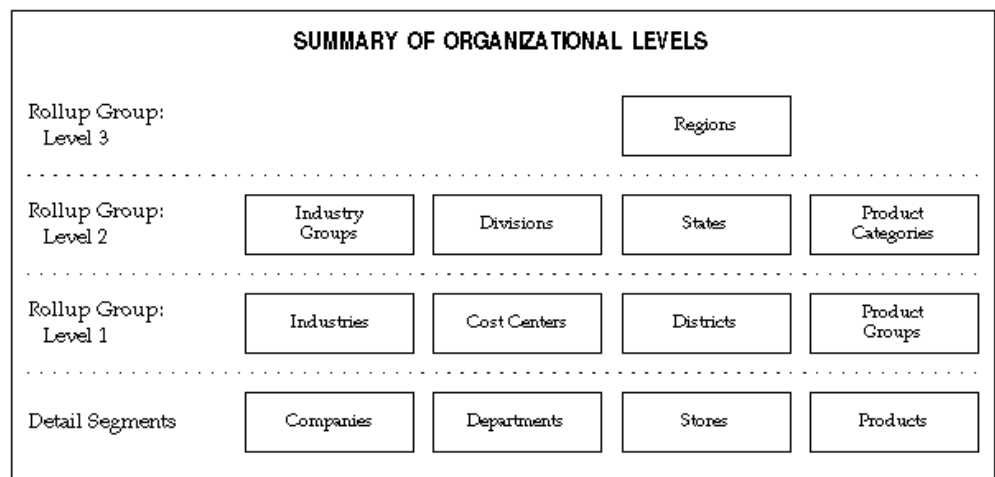 SUMMARY OF ORGANIZATIONAL LEVELS
Rollup Group:
Level 3
Regions
Rollup Group:
Level 2
Industry
Groups
Divisions
States
Product
Categories
Rollup Group:
Level 1
Industries
Cost Centers
Districts
Product
Groups
Detail Segments
Companies
Departments
Stores
Products